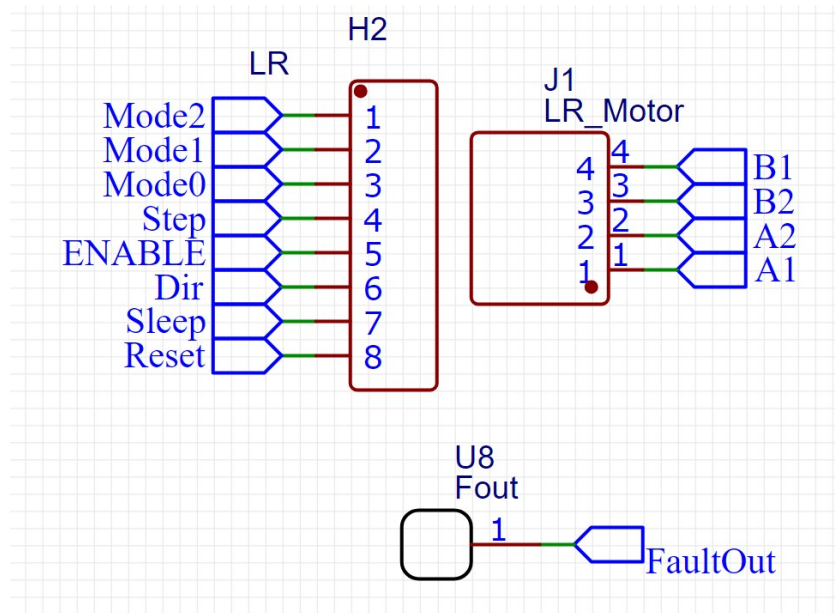 H2
LR
Mode2 1
Mode1 2
Mode0 3
Step 4
ENABLE 5
Dir 6
Sleep 7
Reset 8
J1
LR_Motor
4 4 B1
3 3 B2
2 2 A2
1 1 A1
U8
Fout
1
FaultOut